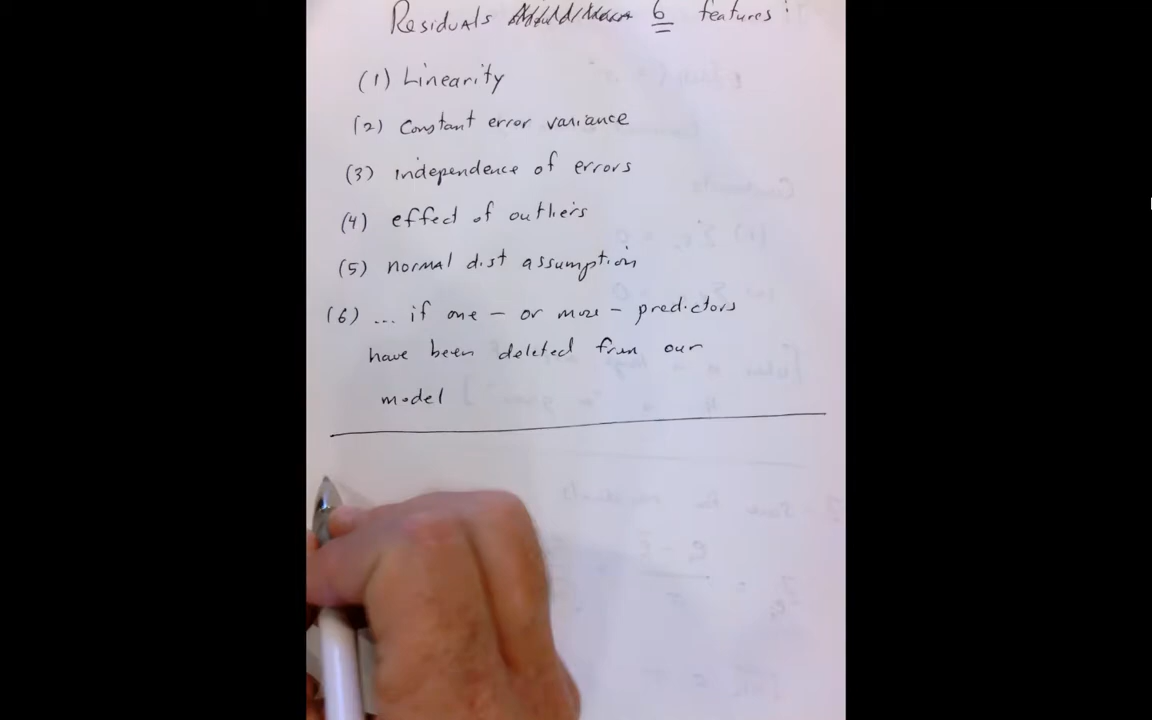 Residuals 6 features:
(1) Linearity
(2) Constant error variance
(3) independence of errors
(4) effect of outliers
(5) normal dist assumption
(6) ... if one - or more - predictors
have been deleted from our
model